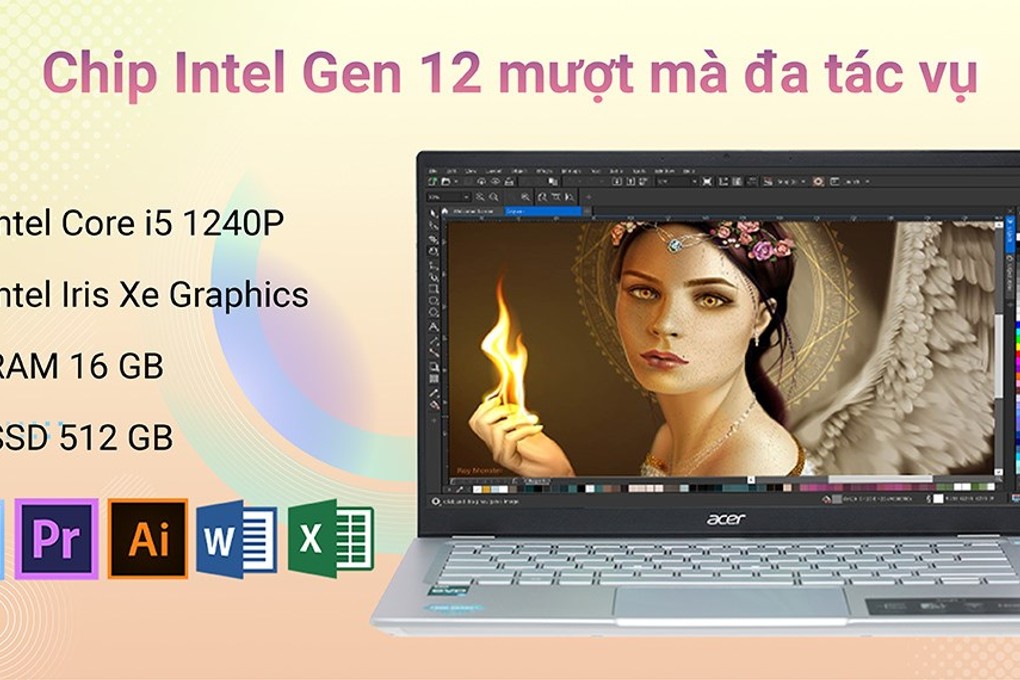 Chip Intel Gen 12 mượt mà đa tác vụ
ntel Core i5 1240P
ntel Iris Xe Graphics
RAM 16 GB
SSD 512 GB
Pr
Ai
W
X
acer